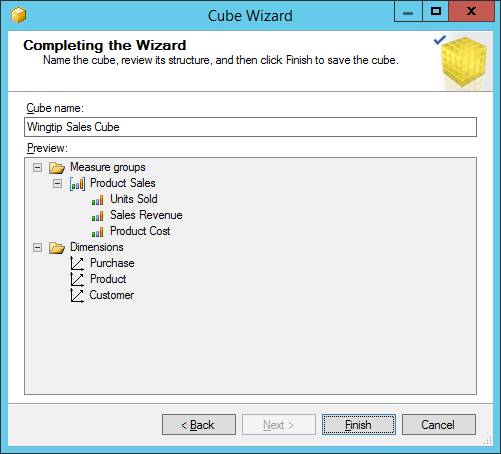 Cube Wizard
Completing the Wizard
Name the cube, review its structure, and then click Finish to save the cube.
Cube name:
Wingtip Sales Cube
Preview:
Measure groups
Product Sales
Units Sold
Sales Revenue
Product Cost
Dimensions
Purchase
Product
Customer
< Back Next > Finish Cancel